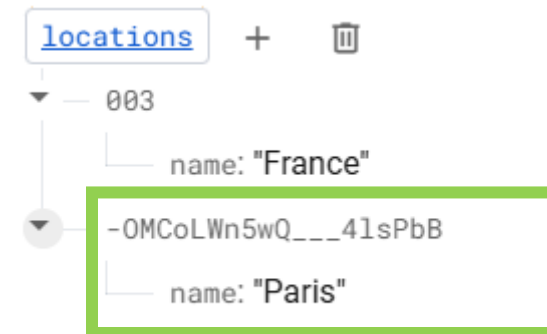 locations
003
name: "France"
-OMCoLWn5wQ___4lsPbB
name: "Paris"